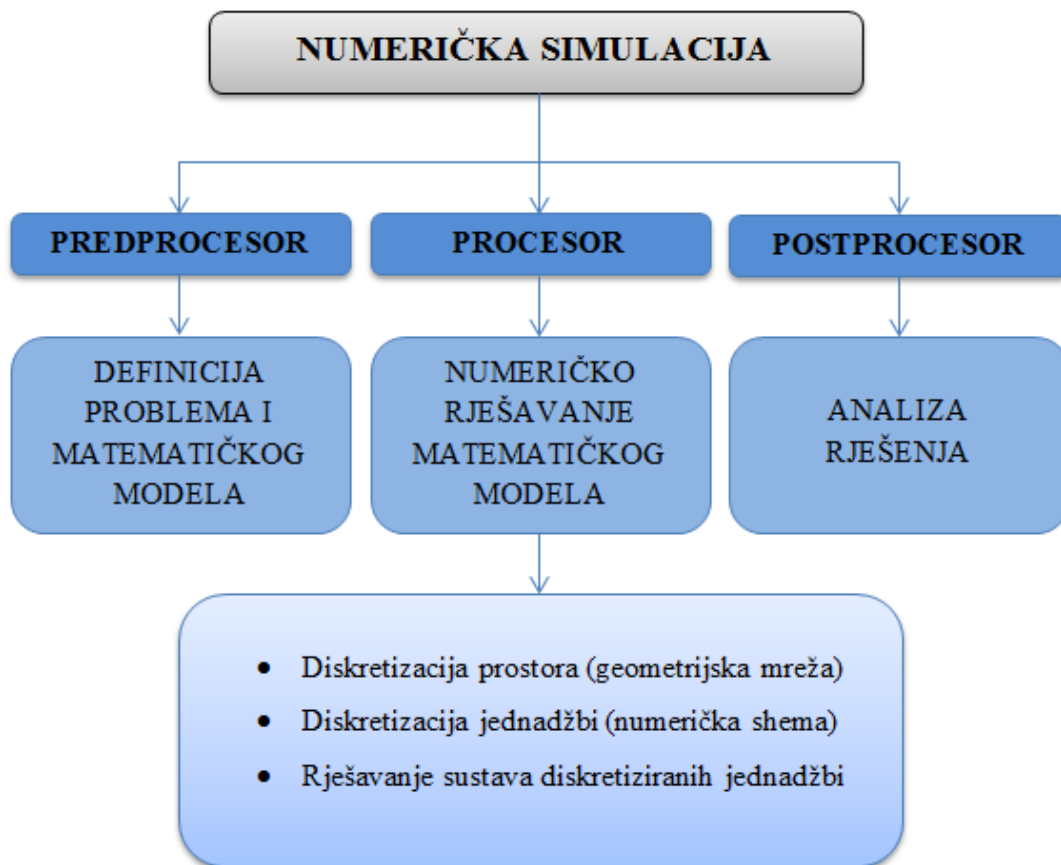 NUMERIČKA SIMULACIJA
PREDPROCESOR
PROCESOR
POSTPROCESOR
DEFINICIJA
PROBLEMA I
MATEMATIČKOG
MODELA
NUMERIČKO
RJEŠAVANJE
MATEMATIČKOG
MODELA
ANALIZA
RJEŠENJA
• Diskretizacija prostora (geometrijska mreža)
• Diskretizacija jednadžbi (numerička shema)
• Rješavanje sustava diskretiziranih jednadžbi